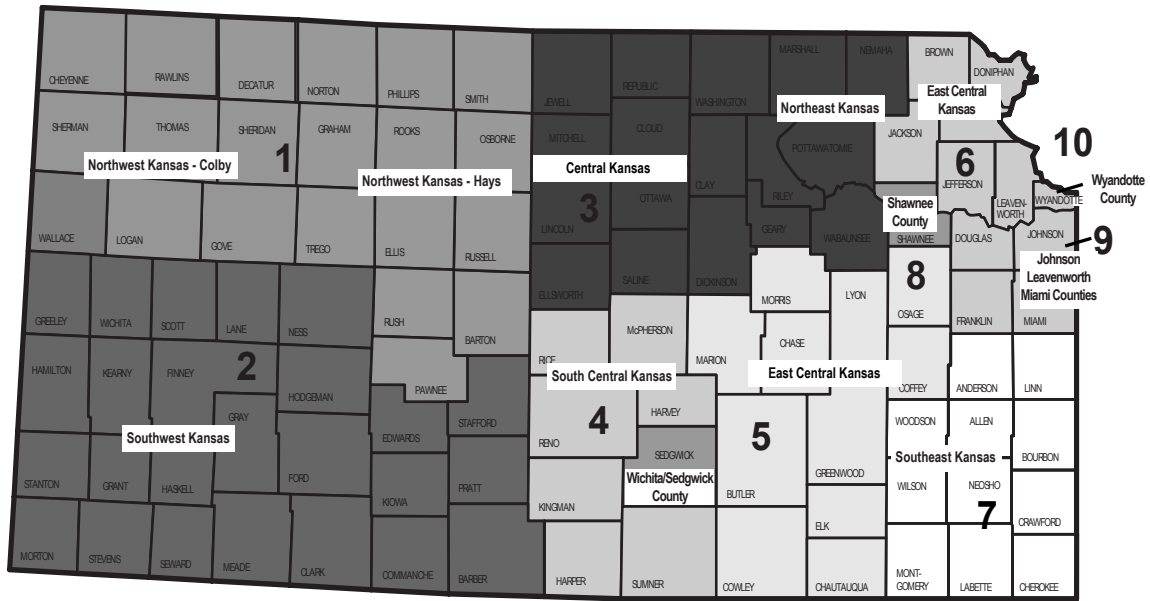 CHEYENNE
RAWLINS
DECATUR
NORTON
PHILLIPS
SMITH
JEWELL
REPUBLIC
WASHINGTON
MARSHALL
NEMAHA
BROWN
DONIPHAN
Northeast Kansas
East Central
Kansas
SHERMAN
THOMAS
SHERIDAN
GRAHAM
ROOKS
OSBORNE
MITCHELL
CLOUD
POTTAWATOMIE
JACKSON
10
Northwest Kansas - Colby
1
Northwest Kansas - Hays
Central Kansas
3
CLAY
RILEY
6
JEFFERSON
Wyandotte
County
WYANDOTTE
LEAVEN-
WORTH
Shawnee
County
WALLACE
LOGAN
GOVE
TREGO
ELLIS
RUSSELL
LINCOLN
OTTAWA
GEARY
WABAUNSEE
SHAWNEE
DOUGLAS
JOHNSON
9
Johnson
Leavenworth
Miami Counties
ELLSWORTH
SALINE
DICKINSON
MORRIS
LYON
8
OSAGE
FRANKLIN
MIAMI
GREELEY
WICHITA
SCOTT
LANE
NESS
RUSH
BARTON
RICE
McPHERSON
MARION
CHASE
HAMILTON
KEARNY
FINNEY
2
HODGEMAN
PAWNEE
South Central Kansas
East Central Kansas
COFFEY
ANDERSON
LINN
GRAY
EDWARDS
STAFFORD
RENO
4
HARVEY
5
WOODSON
ALLEN
Southwest Kansas
SEDGWICK
Southeast Kansas
BOURBON
STANTON
GRANT
HASKELL
FORD
KIOWA
PRATT
KINGMAN
Wichita/Sedgwick
County
BUTLER
GREENWOOD
WILSON
NEOSHO
7
CRAWFORD
ELK
MORTON
STEVENS
SEWARD
MEADE
CLARK
COMMANCHE
BARBER
HARPER
SUMNER
COWLEY
CHAUTAUQUA
MONT-
GOMERY
LABETTE
CHEROKEE